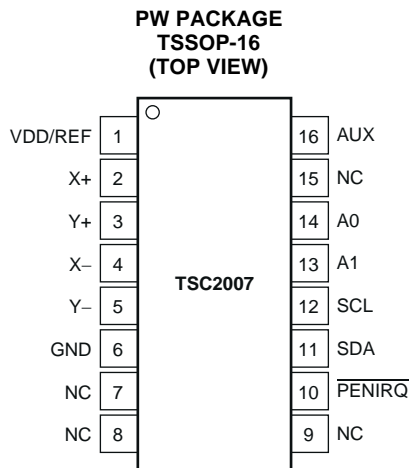 PW PACKAGE
TSSOP-16
(TOP VIEW)
VDD/REF 1 16 AUX
X+ 2 15 NC
Y+ 3 14 A0
X− 4 13 A1
TSC2007
Y− 5 12 SCL
GND 6 11 SDA
NC 7 10 PENIRQ
NC 8 9 NC